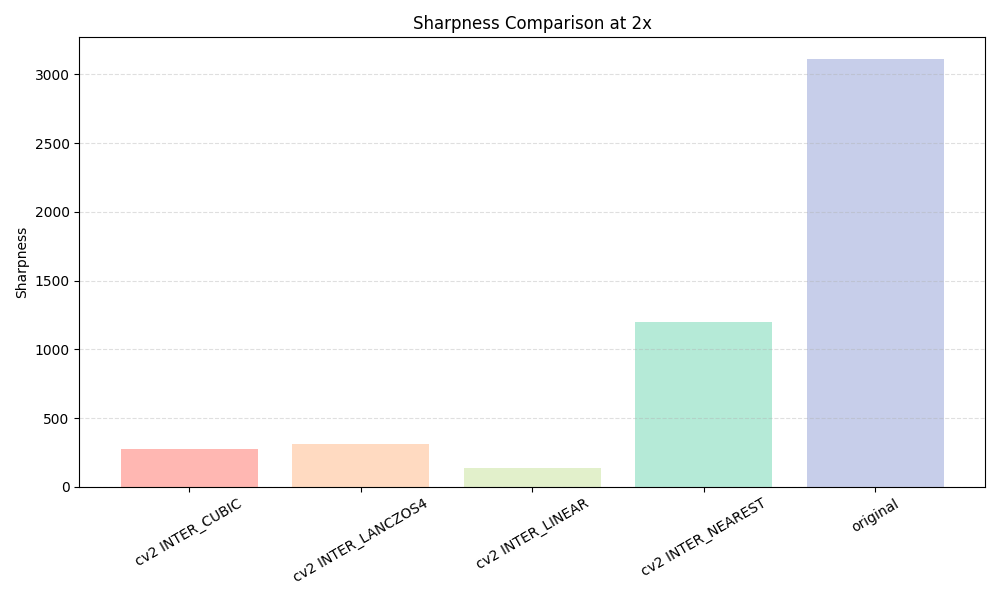 Sharpness Comparison at 2x
Sharpness
3000
2500
2000
1500
1000
500
0
cv2 INTER_CUBIC
cv2 INTER_LANCZOS4
cv2 INTER_LINEAR
cv2 INTER_NEAREST
original